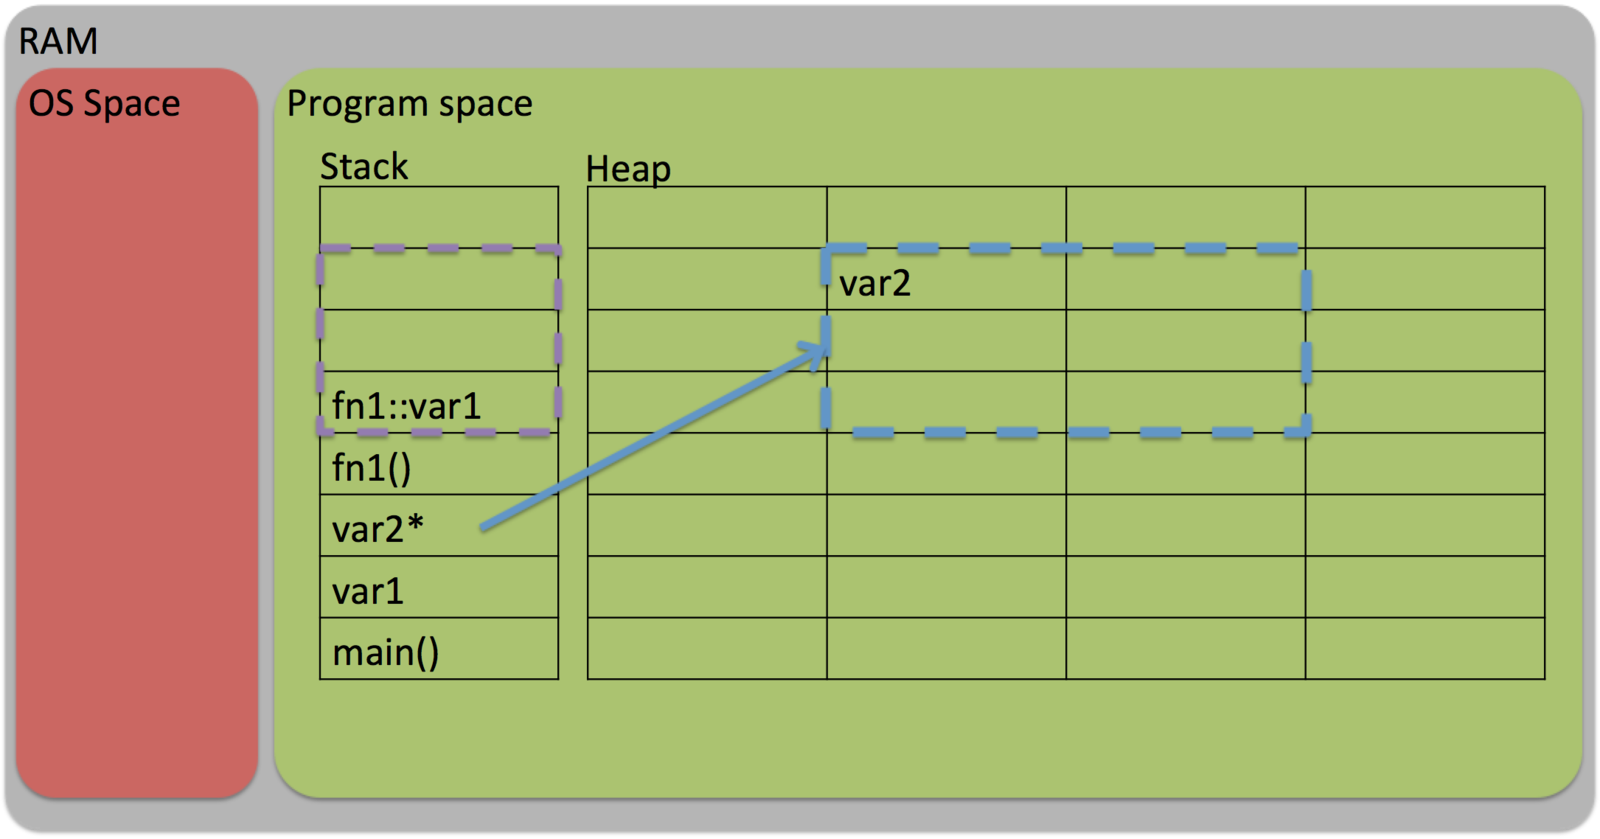 RAM
OS Space
Program space
Stack
Heap
var2
fn1::var1
fn1()
var2*
var1
main()